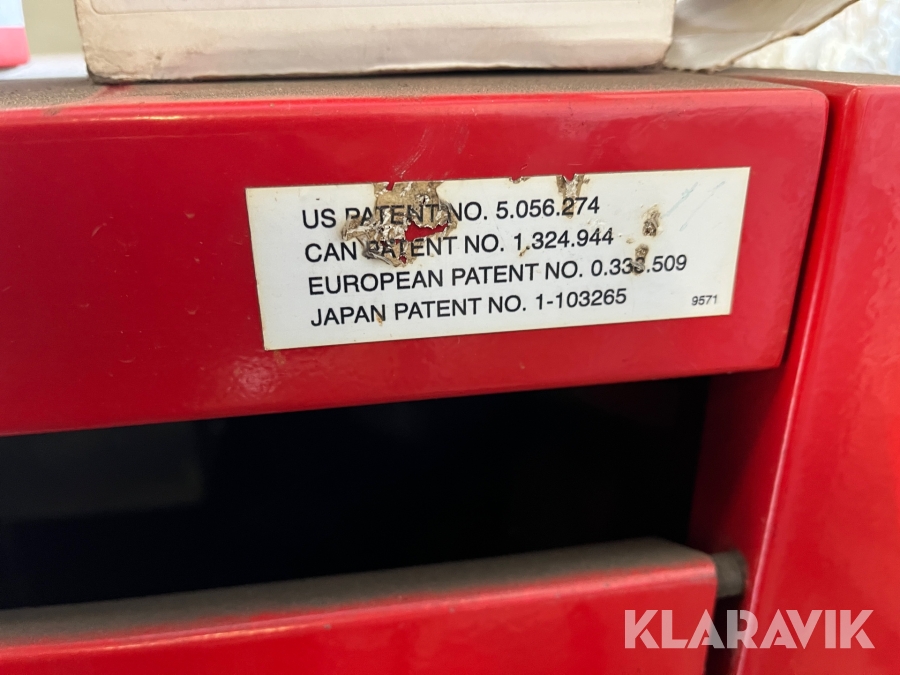 US PATENT NO. 5.056.274
CAN PATENT NO. 1.324.944
EUROPEAN PATENT NO. 0.333.509
JAPAN PATENT NO. 1-103265
9571
KLARAVIK